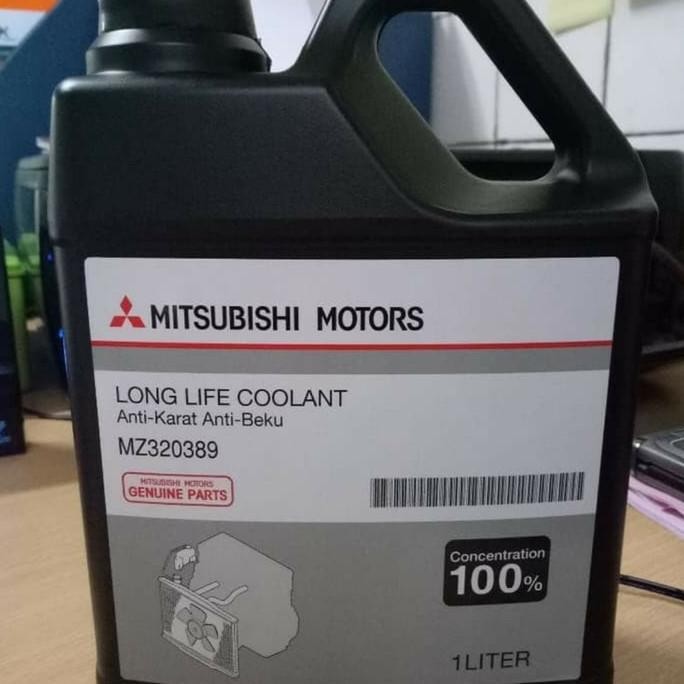 MITSUBISHI MOTORS
LONG LIFE COOLANT
Anti-Karat Anti-Beku
MZ320389
MITSUBISHI MOTORS
GENUINE PARTS
Concentration
100%
1LITER